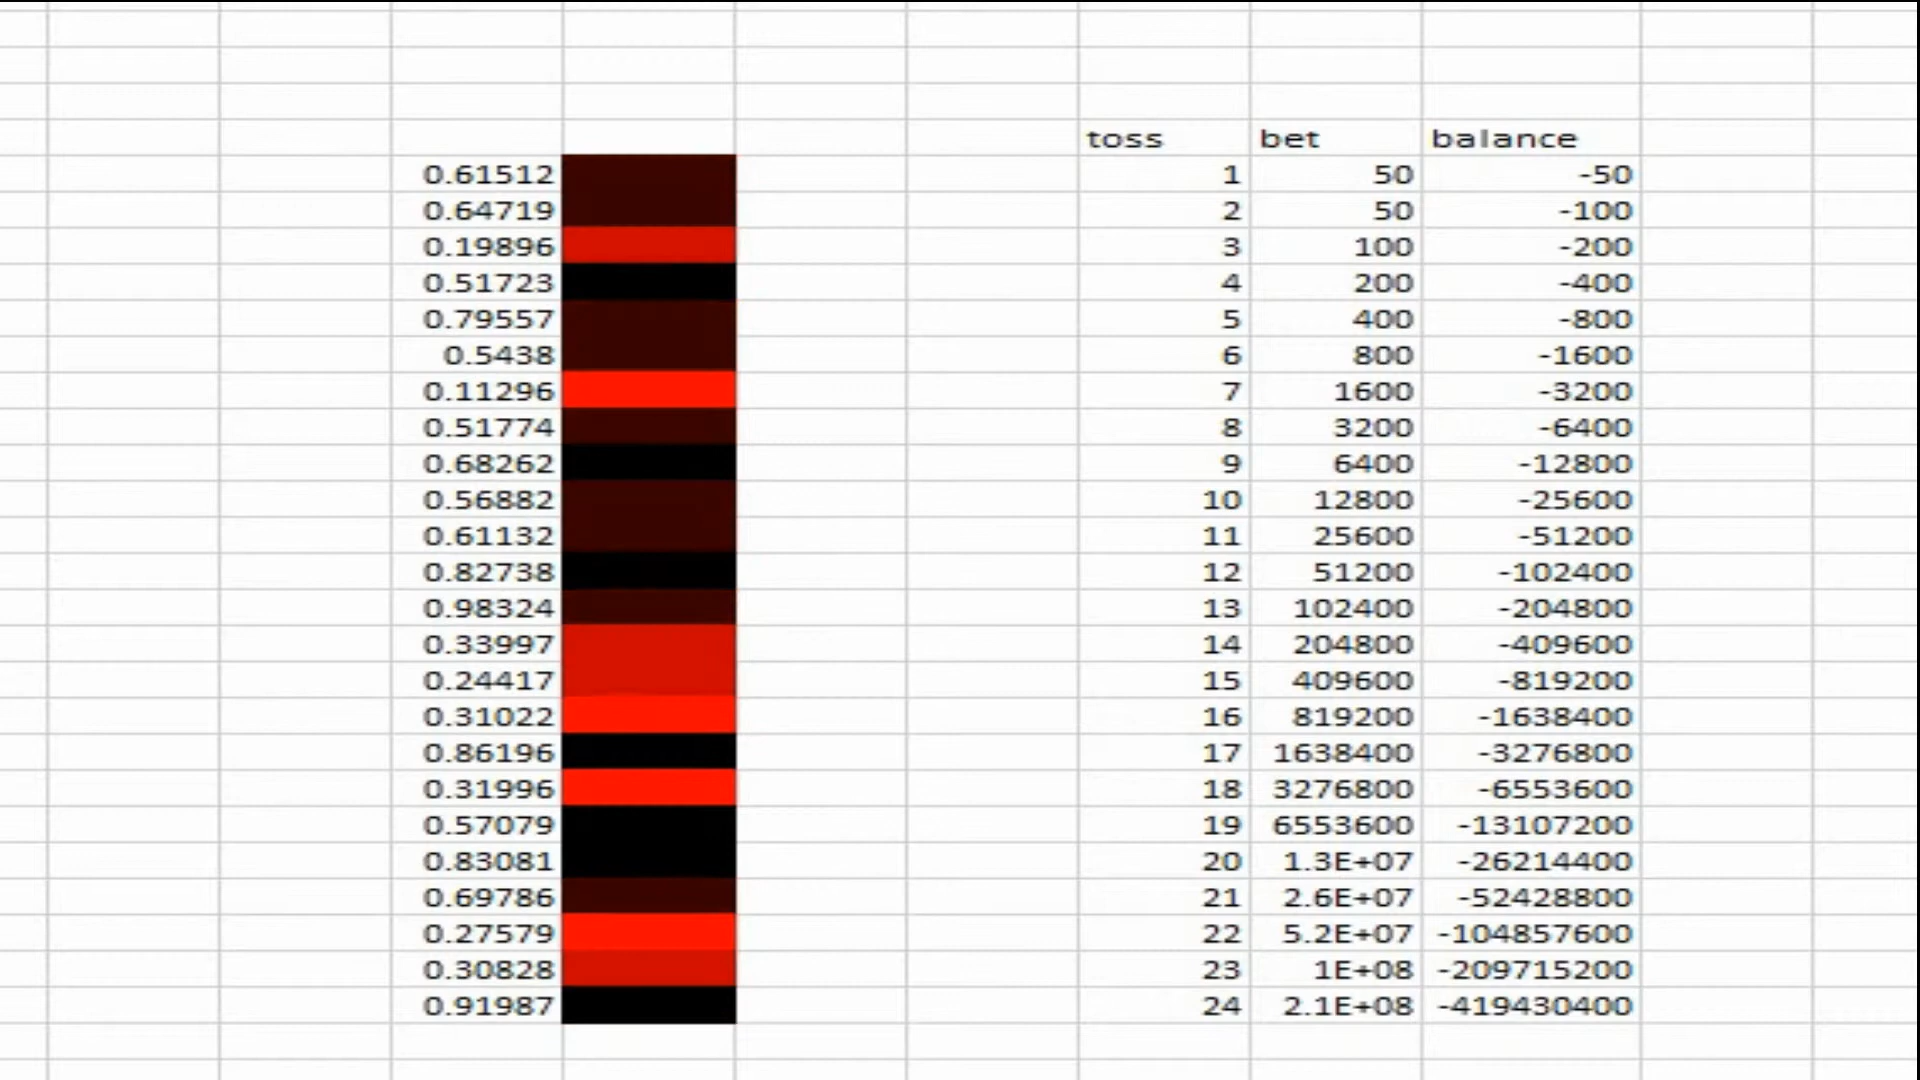 toss bet balance
0.61512 1 50 -50
0.64719 2 50 -100
0.19896 3 100 -200
0.51723 4 200 -400
0.79557 5 400 -800
0.5438 6 800 -1600
0.11296 7 1600 -3200
0.51774 8 3200 -6400
0.68262 9 6400 -12800
0.56882 10 12800 -25600
0.61132 11 25600 -51200
0.82738 12 51200 -102400
0.98324 13 102400 -204800
0.33997 14 204800 -409600
0.24417 15 409600 -819200
0.31022 16 819200 -1638400
0.86196 17 1638400 -3276800
0.31996 18 3276800 -6553600
0.57079 19 6553600 -13107200
0.83081 20 1.3E+07 -26214400
0.69786 21 2.6E+07 -52428800
0.27579 22 5.2E+07 -104857600
0.30828 23 1E+08 -209715200
0.91987 24 2.1E+08 -419430400